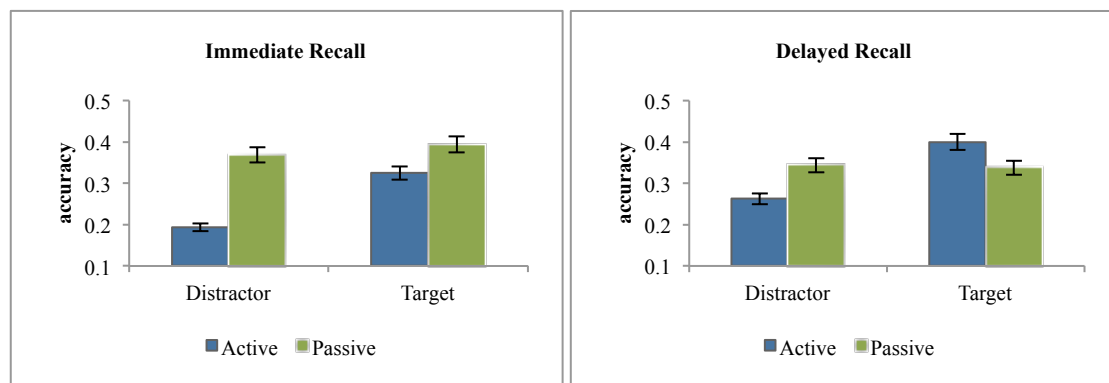 Immediate Recall
0.5
0.4
0.3
0.2
0.1
accuracy
Distractor
Target
Active
Passive
Delayed Recall
0.5
0.4
0.3
0.2
0.1
accuracy
Distractor
Target
Active
Passive